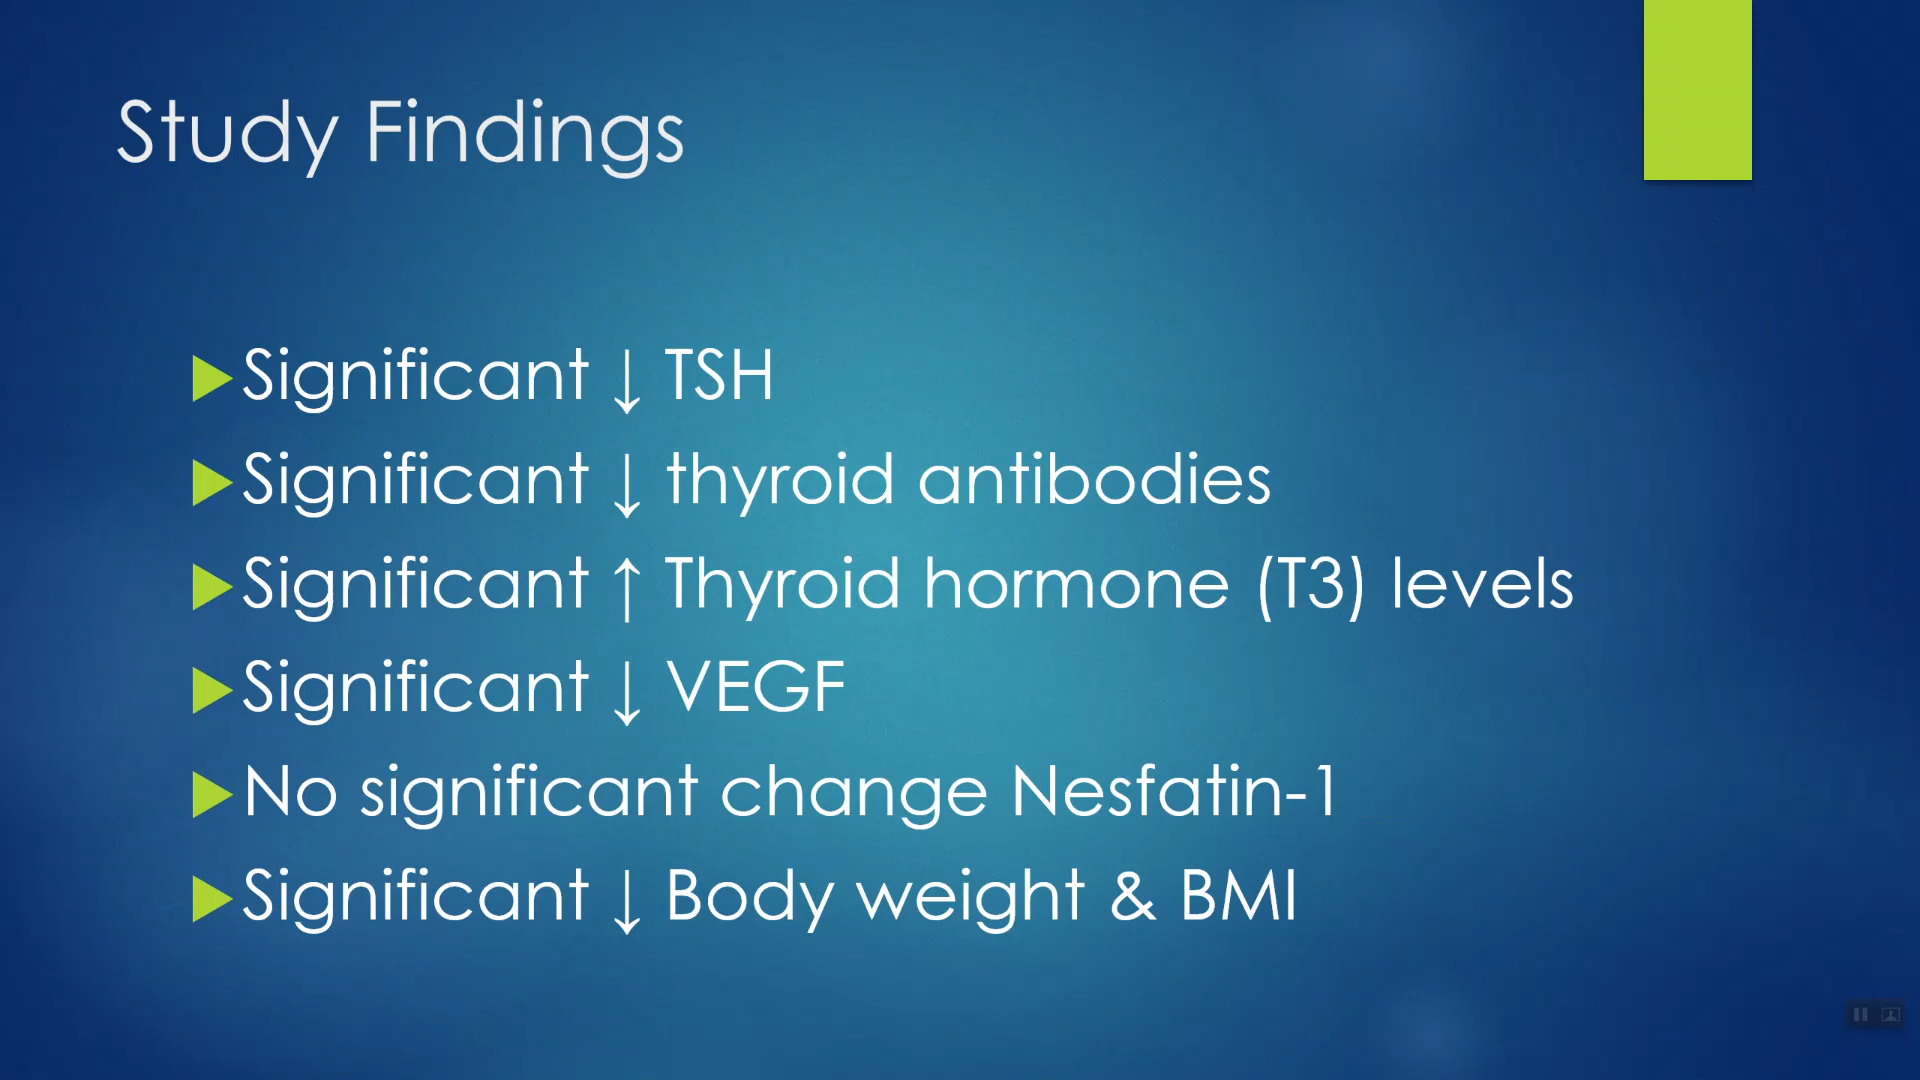 Study Findings
Significant ↓ TSH
Significant ↓ thyroid antibodies
Significant ↑ Thyroid hormone (T3) levels
Significant ↓ VEGF
No significant change Nesfatin-1
Significant ↓ Body weight & BMI